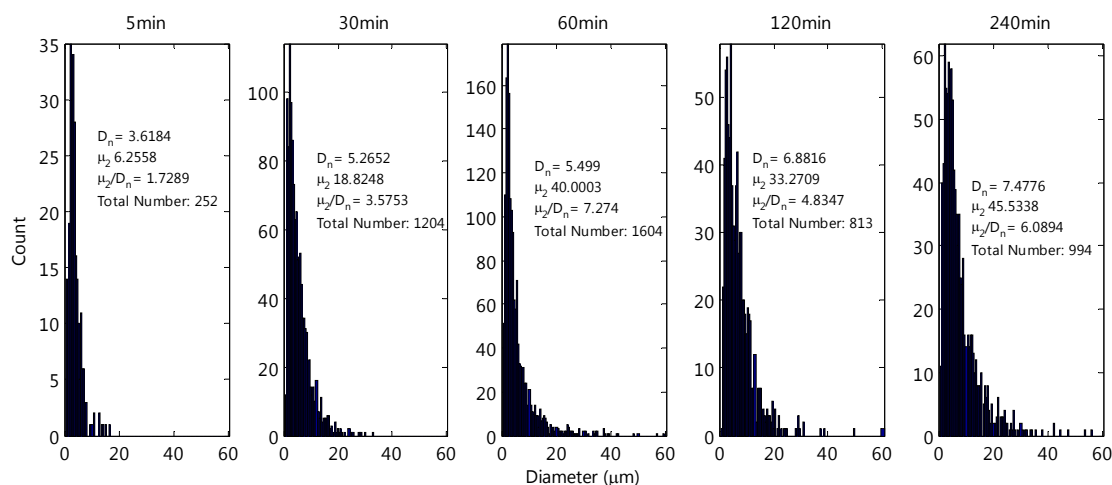 5min
30min
60min
120min
240min
Count
35
30
25
20
15
10
5
0
0
20
40
60
D_n= 3.6184
μ_2 6.2558
μ_2/D_n= 1.7289
Total Number: 252
100
80
60
40
20
0
0
20
40
60
D_n= 5.2652
μ_2 18.8248
μ_2/D_n= 3.5753
Total Number: 1204
160
140
120
100
80
60
40
20
0
0
20
40
60
D_n= 5.499
μ_2 40.0003
μ_2/D_n= 7.274
Total Number: 1604
50
40
30
20
10
0
0
20
40
60
D_n= 6.8816
μ_2 33.2709
μ_2/D_n= 4.8347
Total Number: 813
60
50
40
30
20
10
0
0
20
40
60
D_n= 7.4776
μ_2 45.5338
μ_2/D_n= 6.0894
Total Number: 994
Diameter (μm)